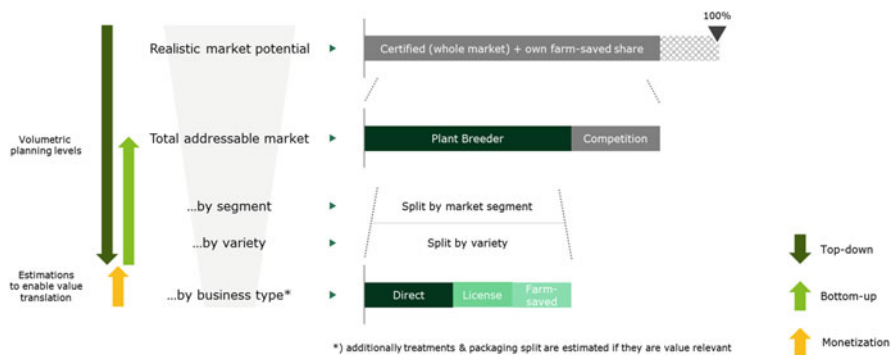 100%
Realistic market potential
Certified (whole market) + own farm-saved share
Volumetric
planning levels
Total addressable market
Plant Breeder
Competition
...by segment
Split by market segment
...by variety
Split by variety
Estimations
to enable value
translation
...by business type*
Direct
License
Farm-
saved
*) additionally treatments & packaging split are estimated if they are value relevant
Top-down
Bottom-up
Monetization